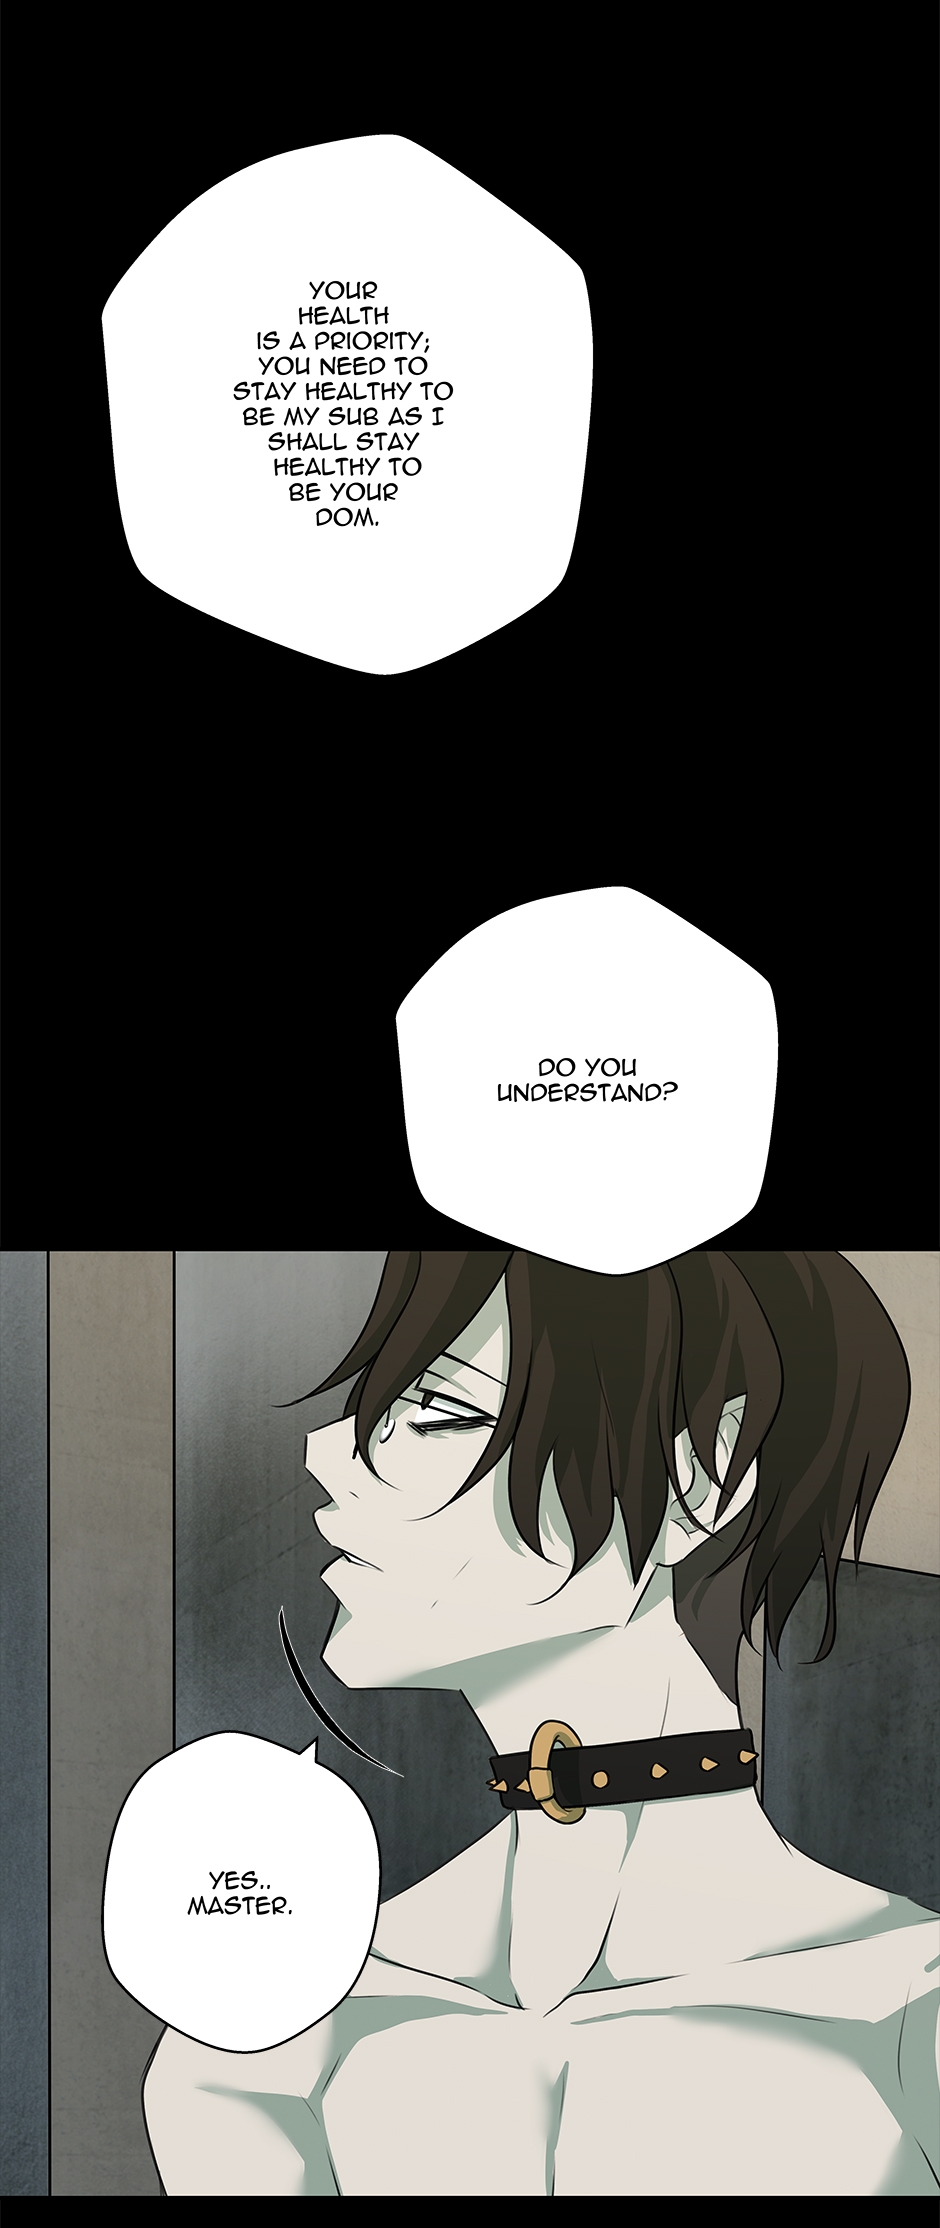 YOUR
HEALTH
IS A PRIORITY;
YOU NEED TO
STAY HEALTHY TO
BE MY SUB AS I
SHALL STAY
HEALTHY TO
BE YOUR
DOM.
DO YOU
UNDERSTAND?
YES..
MASTER.